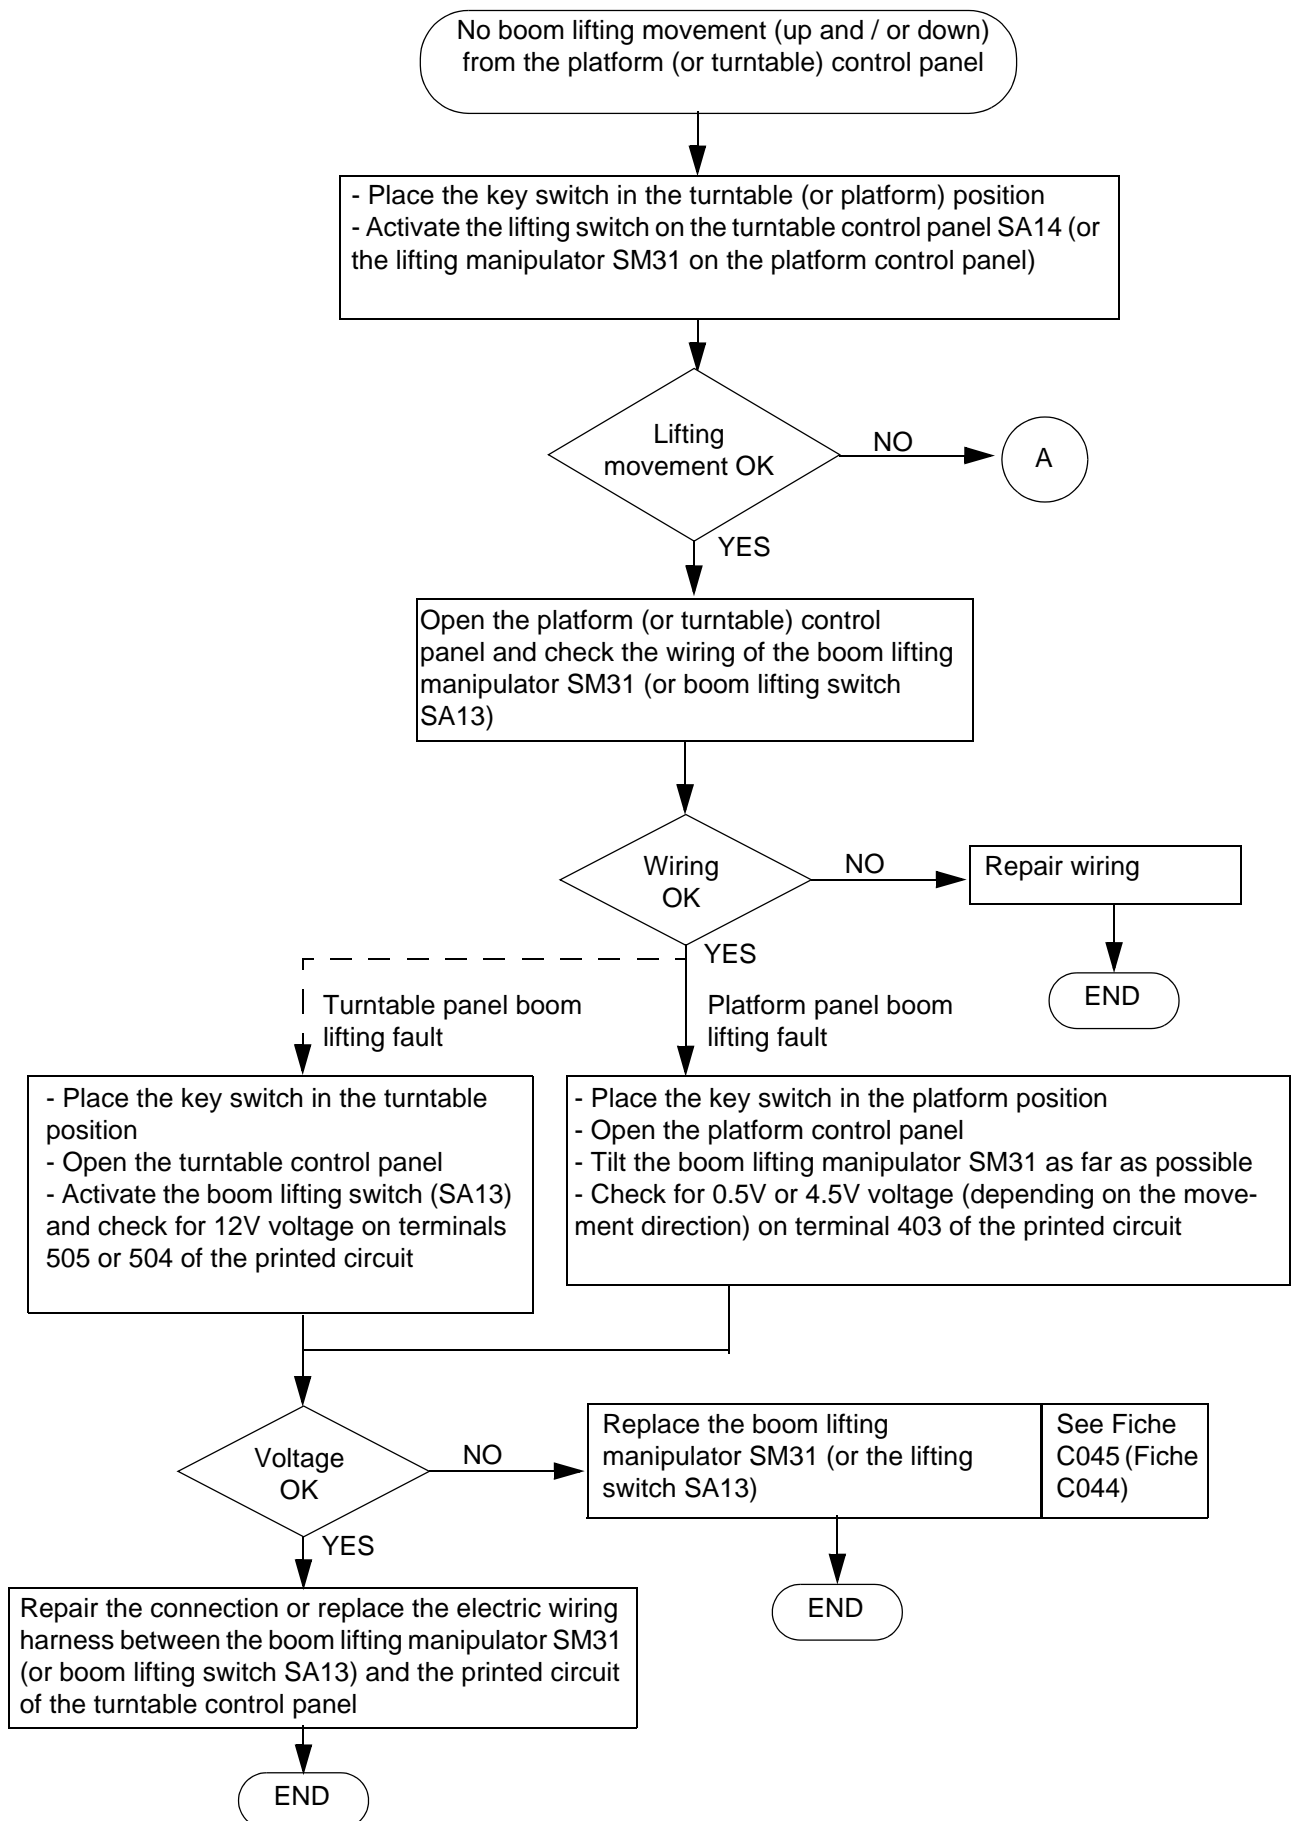 No boom lifting movement (up and / or down)
from the platform (or turntable) control panel
- Place the key switch in the turntable (or platform) position
- Activate the lifting switch on the turntable control panel SA14 (or
the lifting manipulator SM31 on the platform control panel)
Lifting
movement OK
NO
A
YES
Open the platform (or turntable) control
panel and check the wiring of the boom lifting
manipulator SM31 (or boom lifting switch
SA13)
Wiring
OK
NO
Repair wiring
END
YES
Turntable panel boom
lifting fault
Platform panel boom
lifting fault
- Place the key switch in the turntable
position
- Open the turntable control panel
- Activate the boom lifting switch (SA13)
and check for 12V voltage on terminals
505 or 504 of the printed circuit
- Place the key switch in the platform position
- Open the platform control panel
- Tilt the boom lifting manipulator SM31 as far as possible
- Check for 0.5V or 4.5V voltage (depending on the move-
ment direction) on terminal 403 of the printed circuit
Voltage
OK
NO
Replace the boom lifting
manipulator SM31 (or the lifting
switch SA13)
See Fiche
C045 (Fiche
C044)
END
YES
Repair the connection or replace the electric wiring
harness between the boom lifting manipulator SM31
(or boom lifting switch SA13) and the printed circuit
of the turntable control panel
END